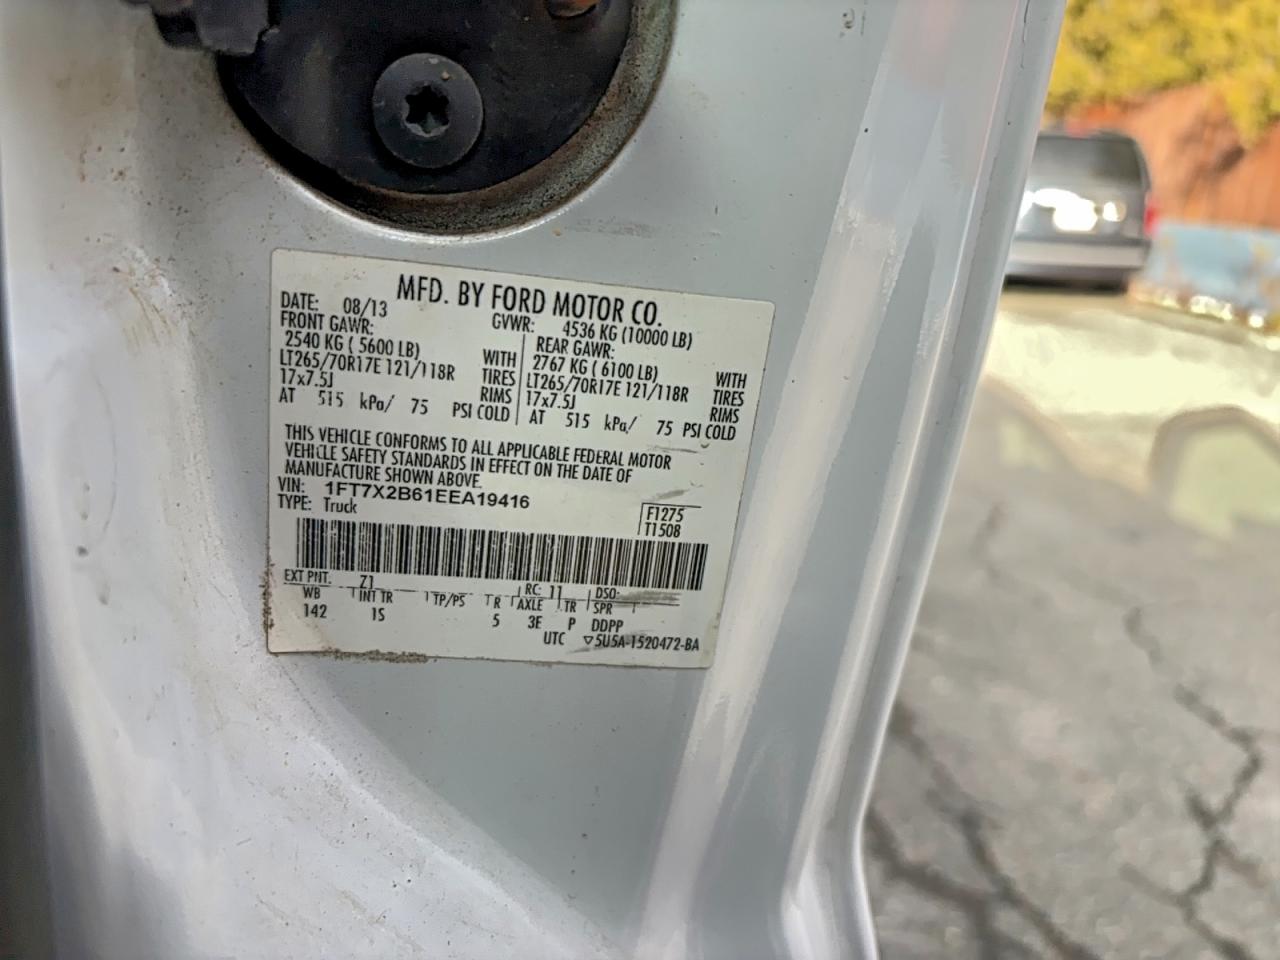 MFD. BY FORD MOTOR CO.
DATE: 08/13 GVWR: 4536 KG (10000 LB)
FRONT GAWR: REAR GAWR:
2540 KG ( 5600 LB) WITH 2767 KG ( 6100 LB) WITH
LT265/70R17E 121/118R TIRES LT265/70R17E 121/118R TIRES
17x7.5J RIMS 17x7.5J RIMS
AT 515 kPa/ 75 PSI COLD AT 515 kPa/ 75 PSI COLD
THIS VEHICLE CONFORMS TO ALL APPLICABLE FEDERAL MOTOR
VEHICLE SAFETY STANDARDS IN EFFECT ON THE DATE OF
MANUFACTURE SHOWN ABOVE.
VIN: 1FT7X2B61EEA19416
TYPE: Truck
F1275
T1508
EXT PNT: Z1 RC: 11 DSO:
WB INT TR TP/PS R AXLE TR SPR
142 1S 5 3E P DDPP
UTC ▽5U5A-1520472-BA